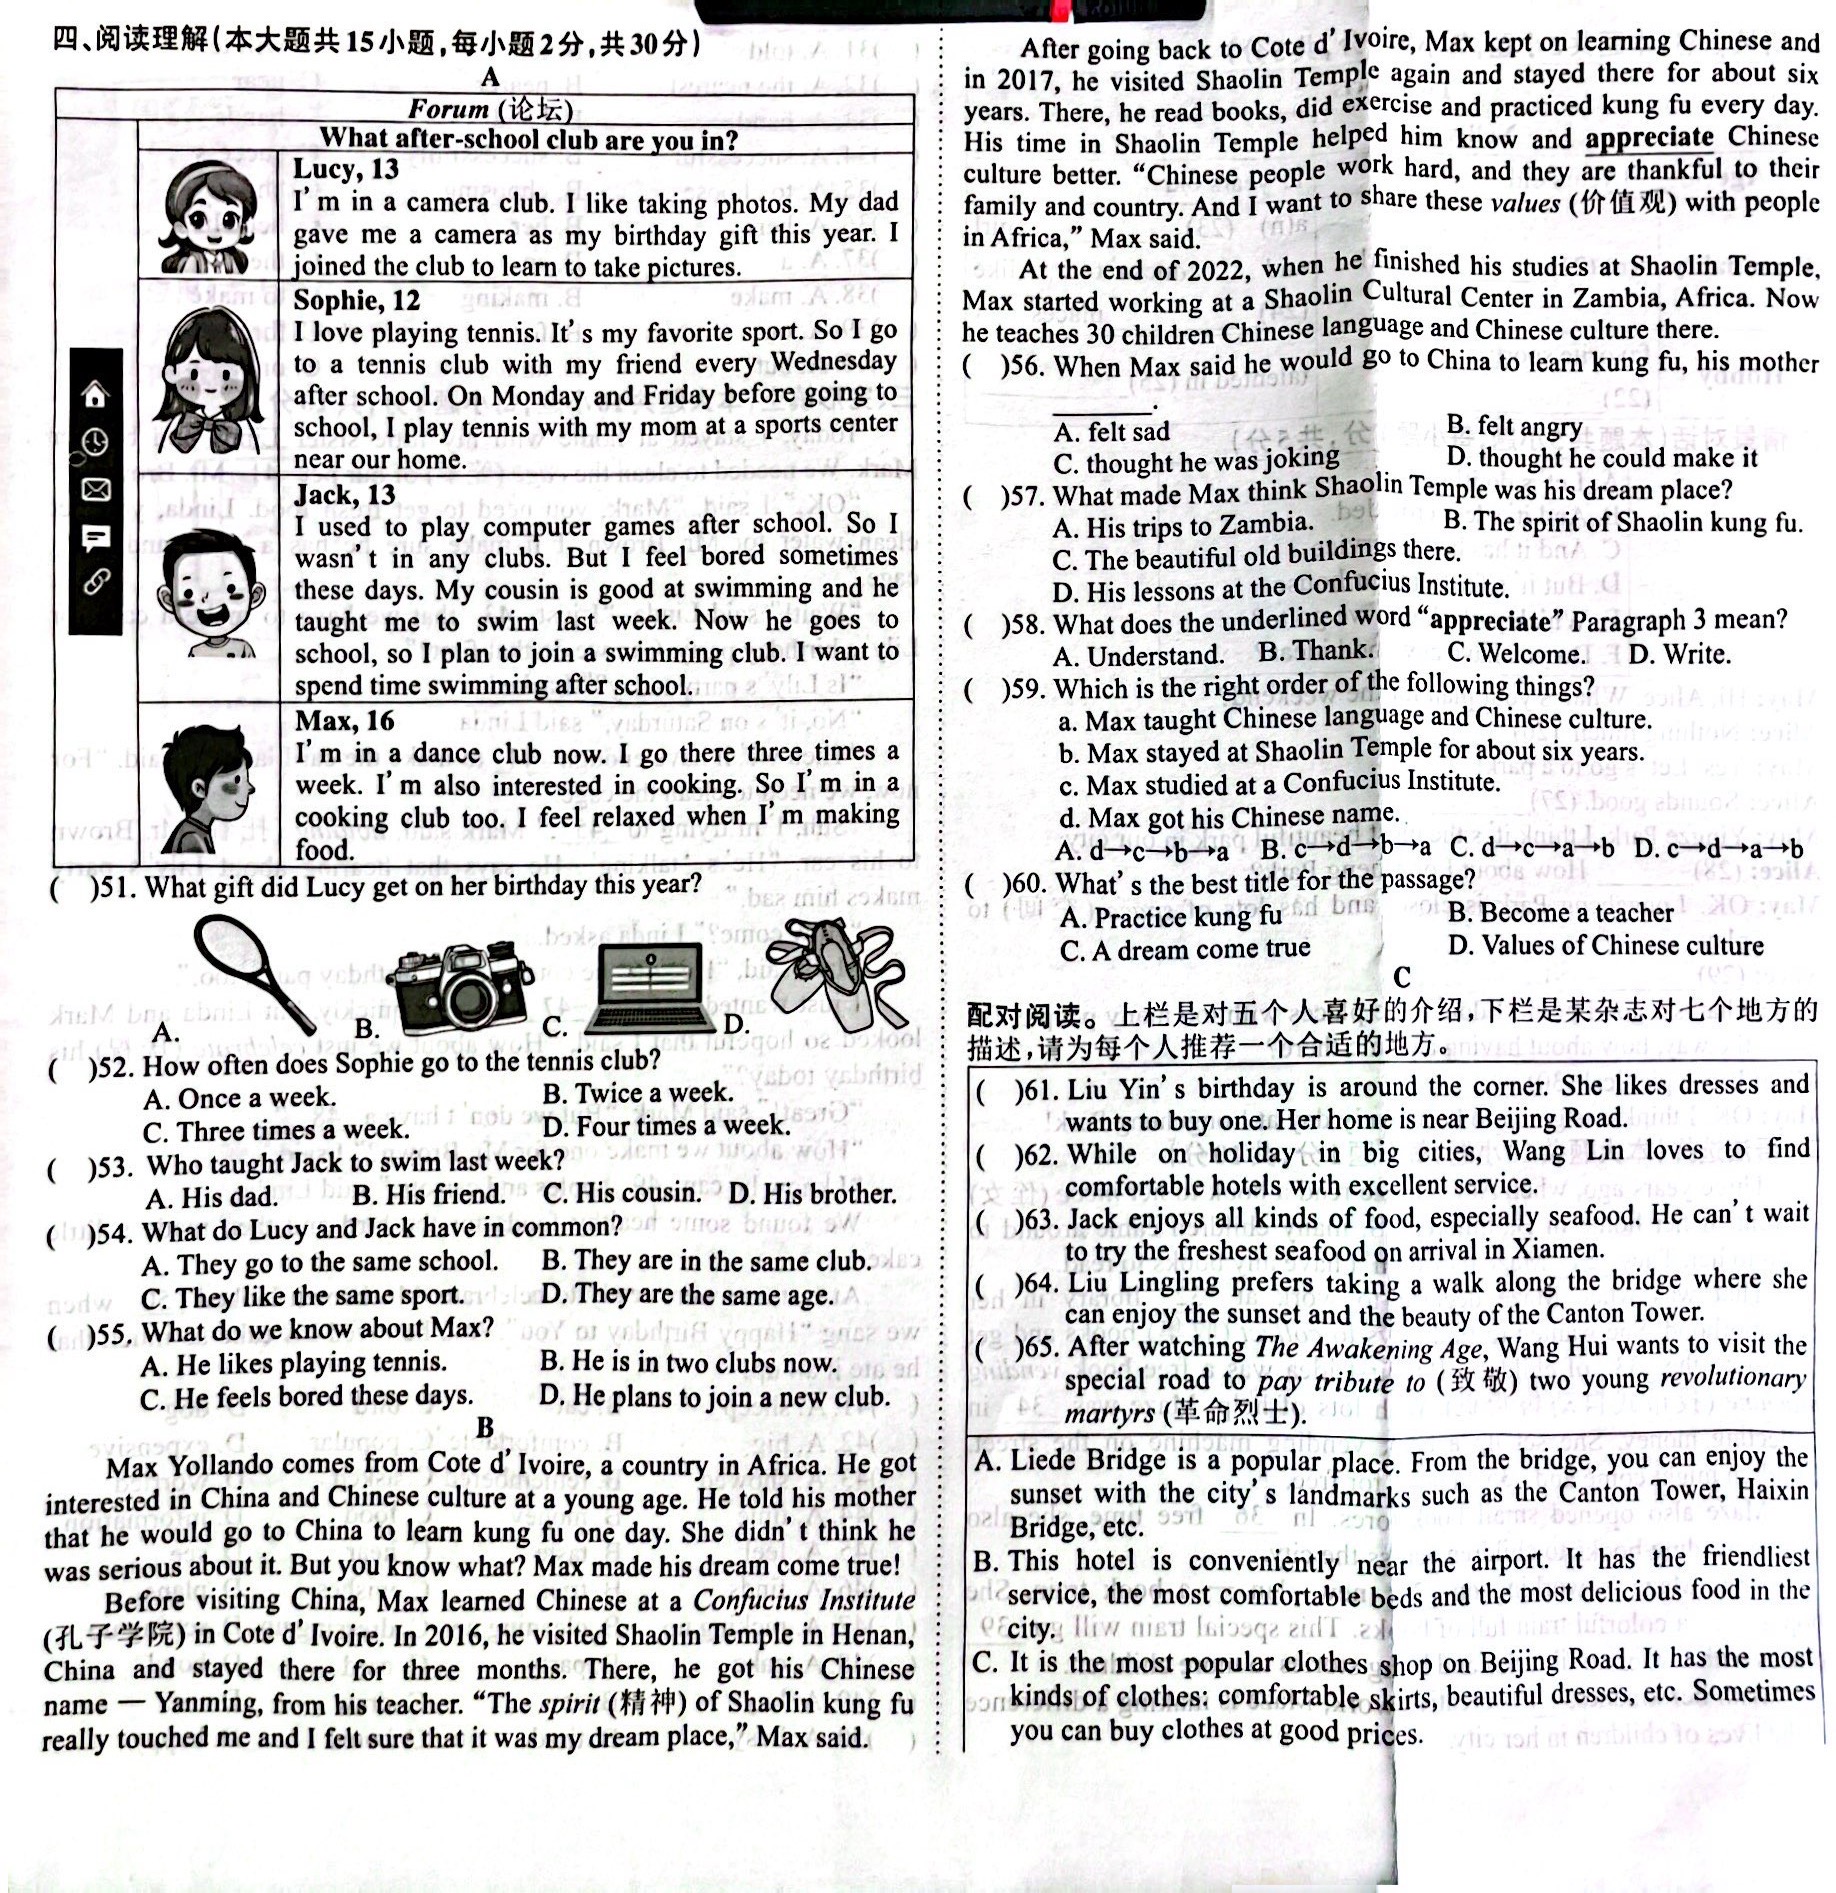 四、阅读理解(本大题共15小题,每小题2分,共30分)
A
Forum (论坛)
What after-school club are you in?
Lucy, 13
I'm in a camera club. I like taking photos. My dad
gave me a camera as my birthday gift this year. I
joined the club to learn to take pictures.
Sophie, 12
I love playing tennis. It's my favorite sport. So I go
to a tennis club with my friend every Wednesday
after school. On Monday and Friday before going to
school, I play tennis with my mom at a sports center
near our home.
Jack, 13
I used to play computer games after school. So I
wasn't in any clubs. But I feel bored sometimes
these days. My cousin is good at swimming and he
taught me to swim last week. Now he goes to
school, so I plan to join a swimming club. I want to
spend time swimming after school.
Max, 16
I'm in a dance club now. I go there three times a
week. I'm also interested in cooking. So I'm in a
cooking club too. I feel relaxed when I'm making
food.
( )51. What gift did Lucy get on her birthday this year?
A. B. C. D.
( )52. How often does Sophie go to the tennis club?
A. Once a week. B. Twice a week.
C. Three times a week. D. Four times a week.
( )53. Who taught Jack to swim last week?
A. His dad. B. His friend. C. His cousin. D. His brother.
( )54. What do Lucy and Jack have in common?
A. They go to the same school. B. They are in the same club.
C. They like the same sport. D. They are the same age.
( )55. What do we know about Max?
A. He likes playing tennis. B. He is in two clubs now.
C. He feels bored these days. D. He plans to join a new club.
B
Max Yollando comes from Cote d'Ivoire, a country in Africa. He got
interested in China and Chinese culture at a young age. He told his mother
that he would go to China to learn kung fu one day. She didn't think he
was serious about it. But you know what? Max made his dream come true!
Before visiting China, Max learned Chinese at a Confucius Institute
(孔子学院) in Cote d'Ivoire. In 2016, he visited Shaolin Temple in Henan,
China and stayed there for three months. There, he got his Chinese
name — Yanming, from his teacher. "The spirit (精神) of Shaolin kung fu
really touched me and I felt sure that it was my dream place," Max said.
After going back to Cote d'Ivoire, Max kept on learning Chinese and
in 2017, he visited Shaolin Temple again and stayed there for about six
years. There, he read books, did exercise and practiced kung fu every day.
His time in Shaolin Temple helped him know and appreciate Chinese
culture better. "Chinese people work hard, and they are thankful to their
family and country. And I want to share these values (价值观) with people
in Africa," Max said.
At the end of 2022, when he finished his studies at Shaolin Temple,
Max started working at a Shaolin Cultural Center in Zambia, Africa. Now
he teaches 30 children Chinese language and Chinese culture there.
( )56. When Max said he would go to China to learn kung fu, his mother
________.
A. felt sad B. felt angry
C. thought he was joking D. thought he could make it
( )57. What made Max think Shaolin Temple was his dream place?
A. His trips to Zambia. B. The spirit of Shaolin kung fu.
C. The beautiful old buildings there.
D. His lessons at the Confucius Institute.
( )58. What does the underlined word "appreciate" Paragraph 3 mean?
A. Understand. B. Thank. C. Welcome. D. Write.
( )59. Which is the right order of the following things?
a. Max taught Chinese language and Chinese culture.
b. Max stayed at Shaolin Temple for about six years.
c. Max studied at a Confucius Institute.
d. Max got his Chinese name.
A. d→c→b→a B. c→d→b→a C. d→c→a→b D. c→d→a→b
( )60. What's the best title for the passage?
A. Practice kung fu B. Become a teacher
C. A dream come true D. Values of Chinese culture
C
配对阅读。上栏是对五个人喜好的介绍,下栏是某杂志对七个地方的
描述,请为每个人推荐一个合适的地方。
( )61. Liu Yin's birthday is around the corner. She likes dresses and
wants to buy one. Her home is near Beijing Road.
( )62. While on holiday in big cities, Wang Lin loves to find
comfortable hotels with excellent service.
( )63. Jack enjoys all kinds of food, especially seafood. He can't wait
to try the freshest seafood on arrival in Xiamen.
( )64. Liu Lingling prefers taking a walk along the bridge where she
can enjoy the sunset and the beauty of the Canton Tower.
( )65. After watching The Awakening Age, Wang Hui wants to visit the
special road to pay tribute to (致敬) two young revolutionary
martyrs (革命烈士).
A. Liede Bridge is a popular place. From the bridge, you can enjoy the
sunset with the city's landmarks such as the Canton Tower, Haixin
Bridge, etc.
B. This hotel is conveniently near the airport. It has the friendliest
service, the most comfortable beds and the most delicious food in the
city.
C. It is the most popular clothes shop on Beijing Road. It has the most
kinds of clothes: comfortable skirts, beautiful dresses, etc. Sometimes
you can buy clothes at good prices.